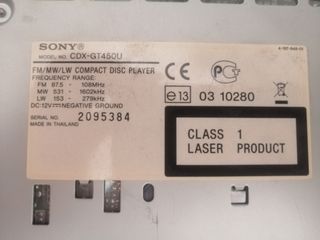 SONY
MODEL NO. CDX-GT450U
FM/MW/LW COMPACT DISC PLAYER
FREQUENCY RANGE:
FM 87.5 - 108MHz
MW 531 - 1602kHz
LW 153 - 279kHz
DC 12V NEGATIVE GROUND
SERIAL NO. 2095384
MADE IN THAILAND
CE
e13 03 10280
CLASS 1
LASER PRODUCT